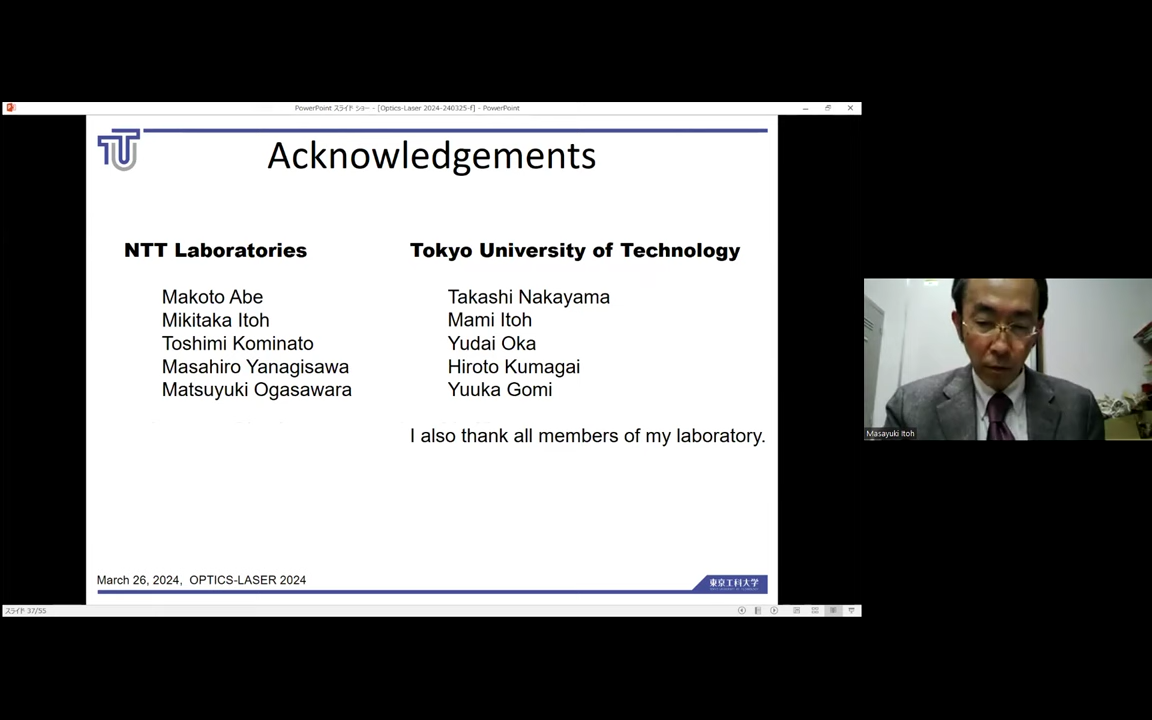 PowerPoint スライド ショー - [Optics-Laser 2024-240325-f] - PowerPoint
Acknowledgements
NTT Laboratories
Makoto Abe
Mikitaka Itoh
Toshimi Kominato
Masahiro Yanagisawa
Matsuyuki Ogasawara
Tokyo University of Technology
Takashi Nakayama
Mami Itoh
Yudai Oka
Hiroto Kumagai
Yuuka Gomi
I also thank all members of my laboratory.
Masayuki Itoh
March 26, 2024, OPTICS-LASER 2024
東京工科大学
スライド 37/55